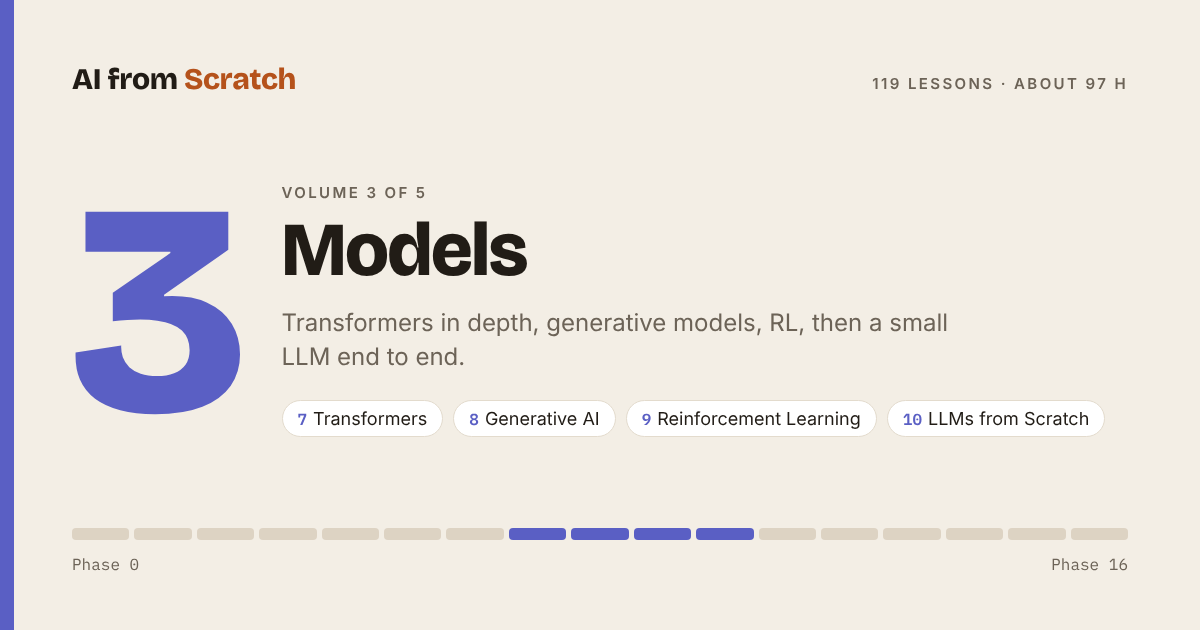 AI from Scratch
119 LESSONS · ABOUT 97 H
3
VOLUME 3 OF 5
Models
Transformers in depth, generative models, RL, then a small
LLM end to end.
7 Transformers
8 Generative AI
9 Reinforcement Learning
10 LLMs from Scratch
Phase 0
Phase 16